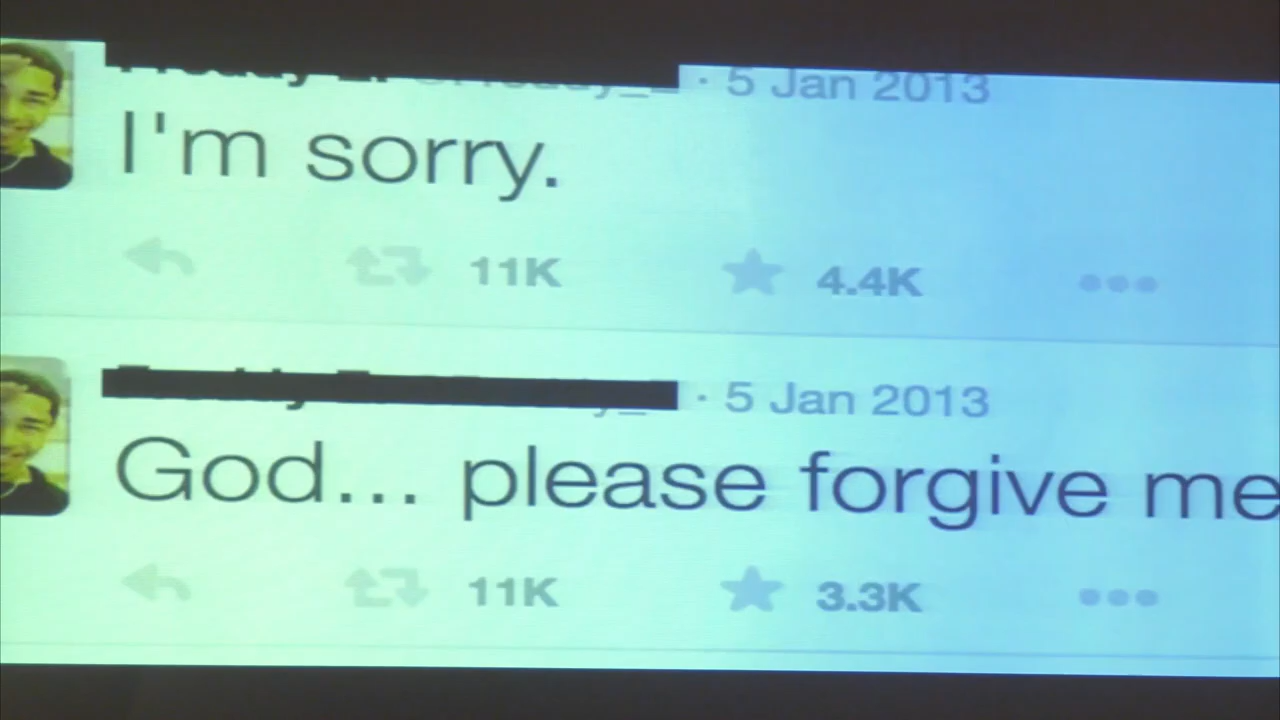 · 5 Jan 2013
I'm sorry.
11K 4.4K
· 5 Jan 2013
God... please forgive me
11K 3.3K